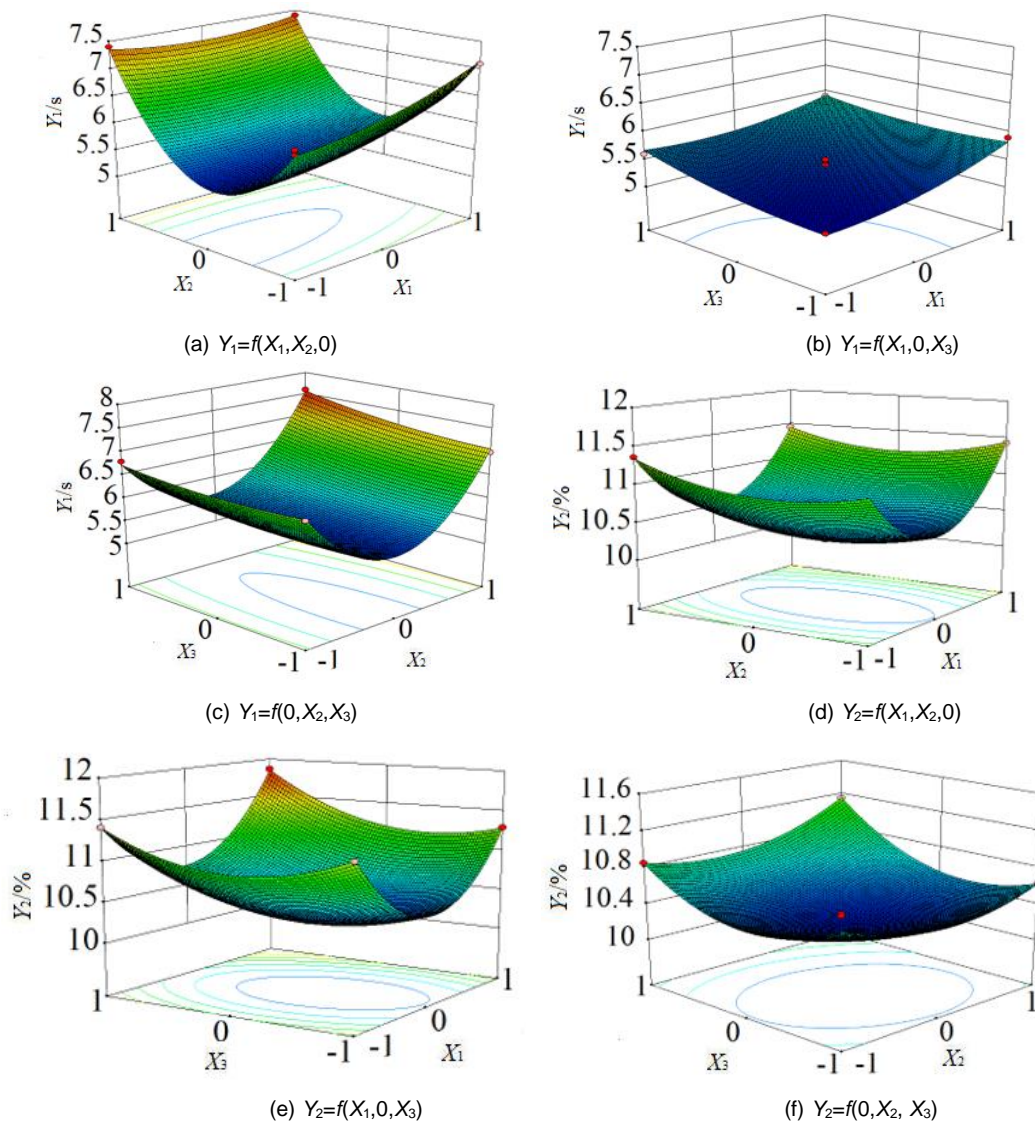 7.5
7
6.5
6
5.5
5
Y₁/s
1
0
X₂
-1
-1
0
X₁
1
(a) Y₁=f(X₁,X₂,0)
7.5
7
6.5
6
5.5
5
Y₁/s
1
0
X₃
-1
-1
0
X₁
1
(b) Y₁=f(X₁,0,X₃)
8
7.5
7
6.5
6
5.5
5
Y₁/s
1
0
X₃
-1
-1
0
X₂
1
(c) Y₁=f(0,X₂,X₃)
12
11.5
11
10.5
10
Y₂/%
1
0
X₂
-1
-1
0
X₁
1
(d) Y₂=f(X₁,X₂,0)
12
11.5
11
10.5
10
Y₂/%
1
0
X₃
-1
-1
0
X₁
1
(e) Y₂=f(X₁,0,X₃)
11.6
11.2
10.8
10.4
10
Y₂/%
1
0
X₃
-1
-1
0
X₂
1
(f) Y₂=f(0,X₂, X₃)